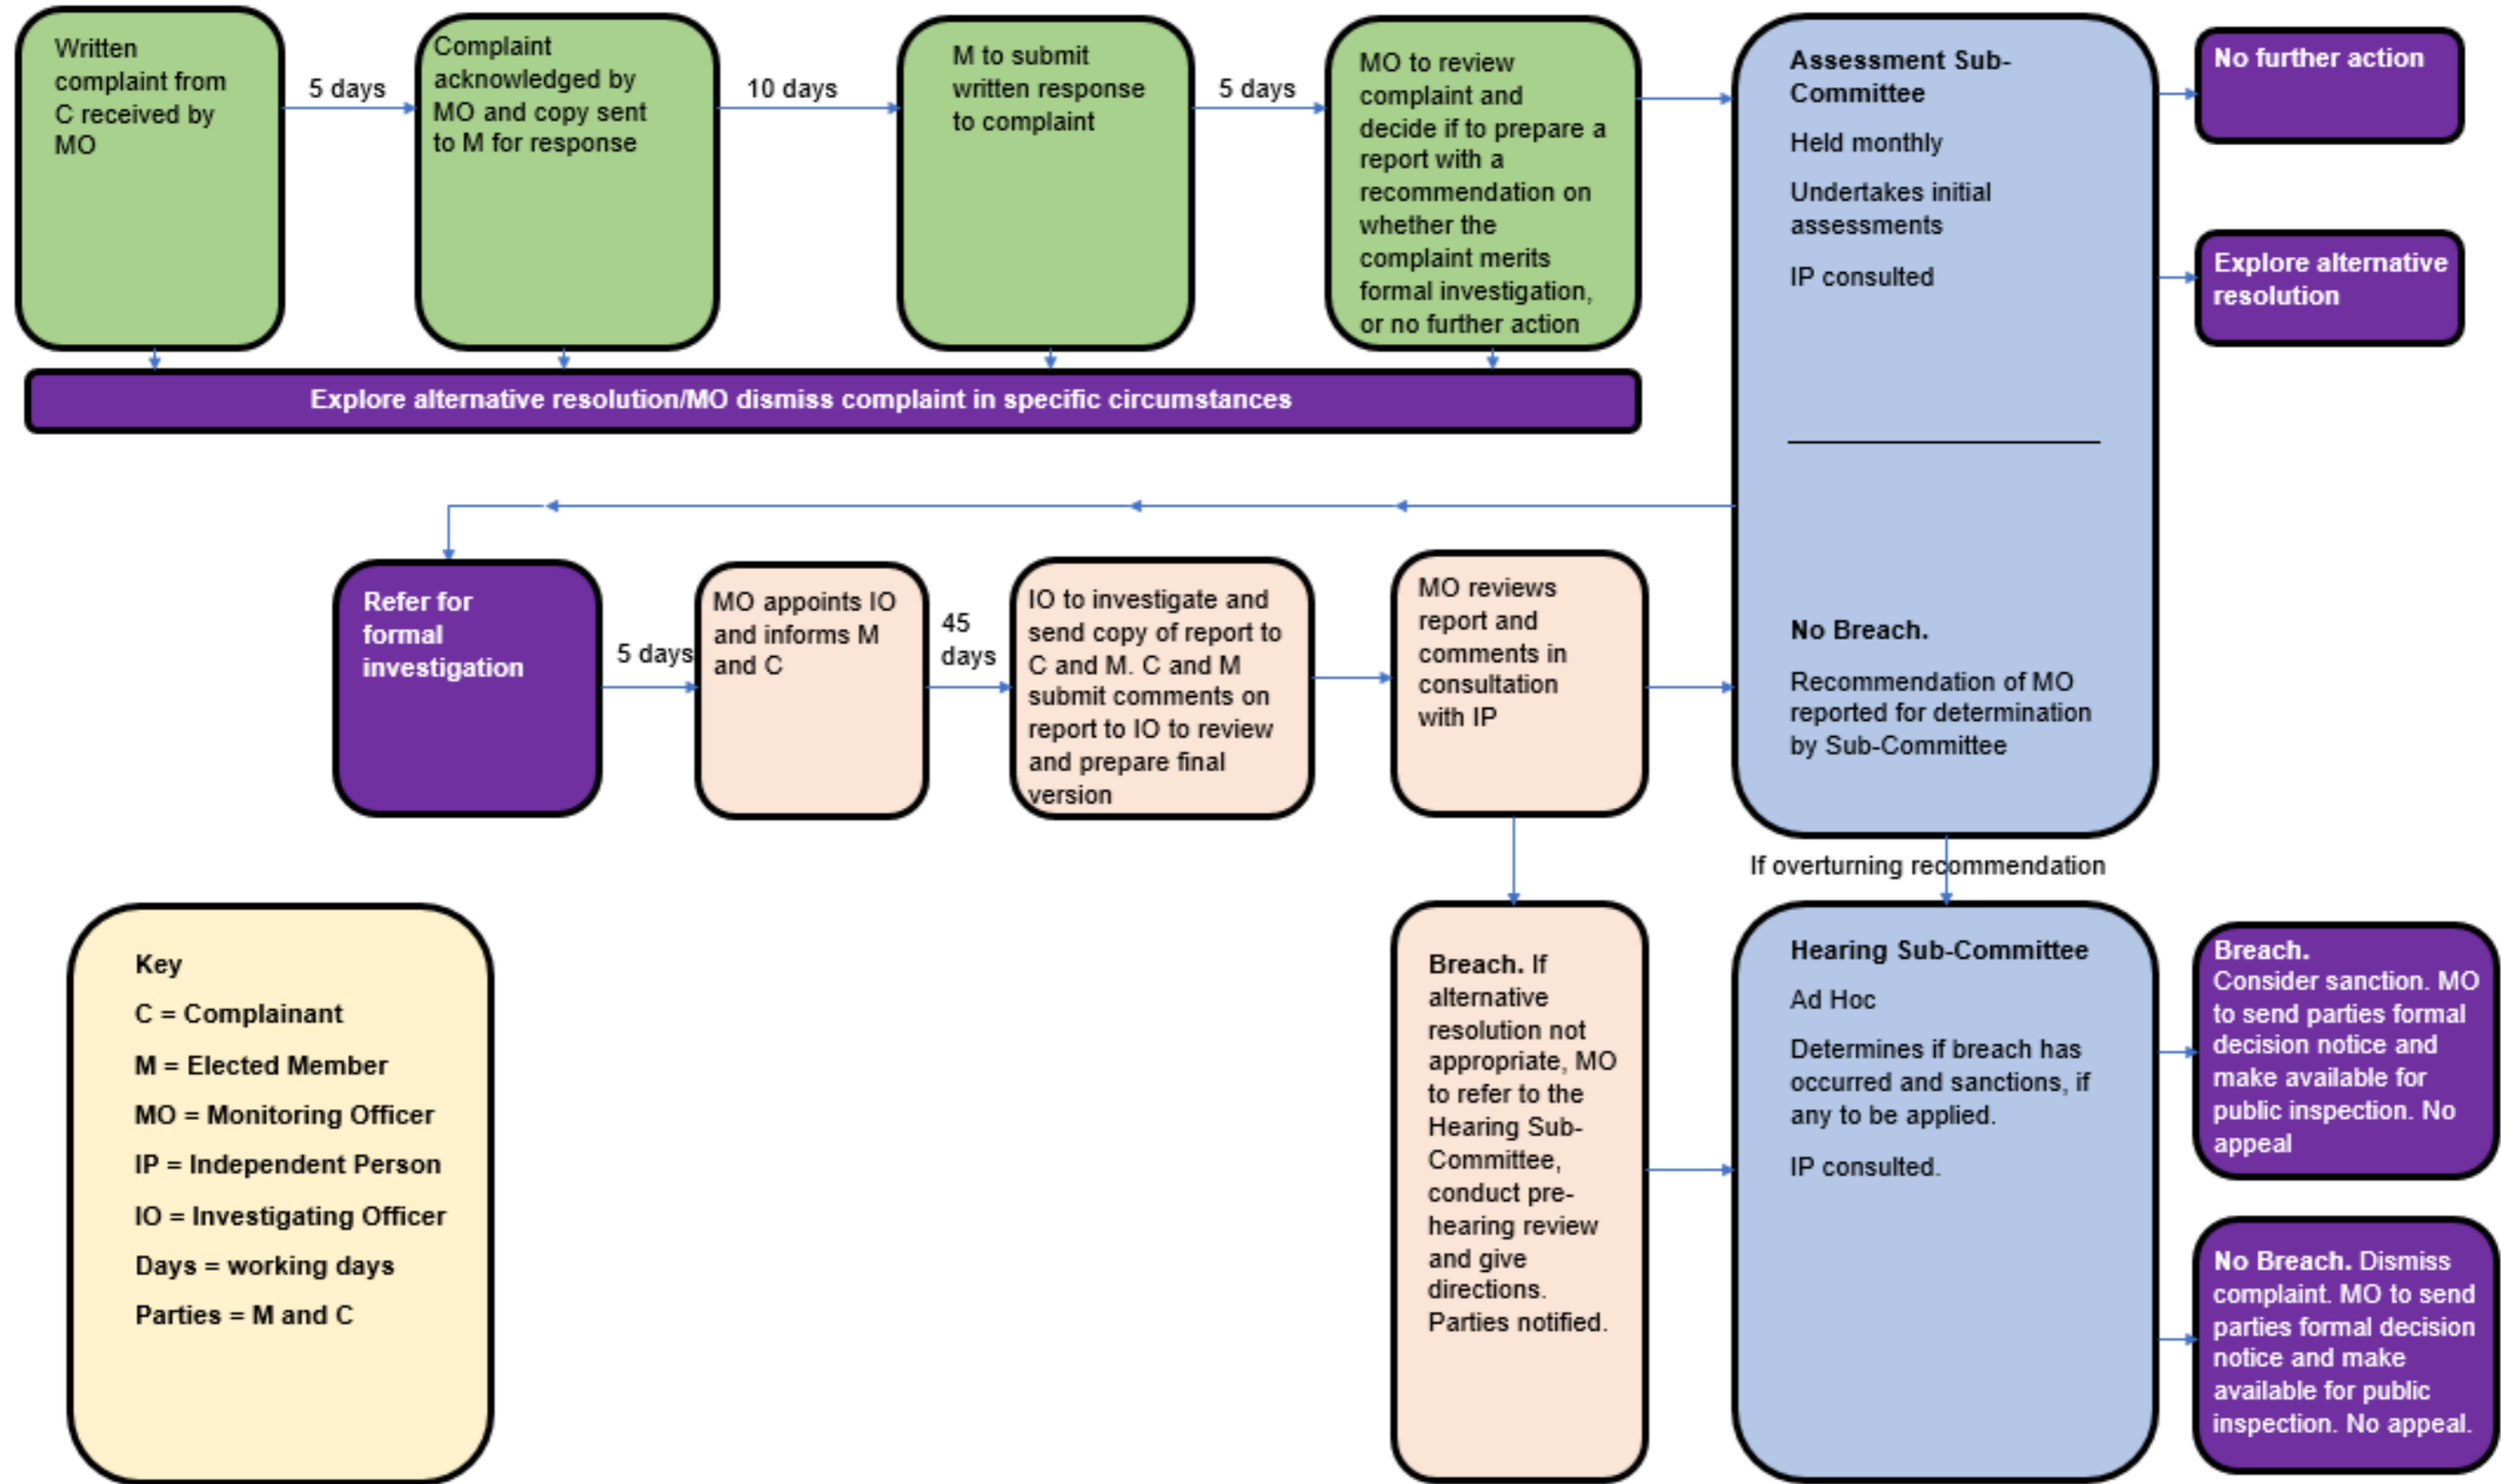 Written
complaint from
C received by
MO
5 days
Complaint
acknowledged by
MO and copy sent
to M for response
10 days
M to submit
written response
to complaint
5 days
MO to review
complaint and
decide if to prepare a
report with a
recommendation on
whether the
complaint merits
formal investigation,
or no further action
Assessment Sub-
Committee
Held monthly
Undertakes initial
assessments
IP consulted
No further action
Explore alternative
resolution
Explore alternative resolution/MO dismiss complaint in specific circumstances
Refer for
formal
investigation
5 days
MO appoints IO
and informs M
and C
45
days
IO to investigate and
send copy of report to
C and M. C and M
submit comments on
report to IO to review
and prepare final
version
MO reviews
report and
comments in
consultation
with IP
No Breach.
Recommendation of MO
reported for determination
by Sub-Committee
If overturning recommendation
Key
C = Complainant
M = Elected Member
MO = Monitoring Officer
IP = Independent Person
IO = Investigating Officer
Days = working days
Parties = M and C
Breach. If
alternative
resolution not
appropriate, MO
to refer to the
Hearing Sub-
Committee,
conduct pre-
hearing review
and give
directions.
Parties notified.
Hearing Sub-Committee
Ad Hoc
Determines if breach has
occurred and sanctions, if
any to be applied.
IP consulted.
Breach.
Consider sanction. MO
to send parties formal
decision notice and
make available for
public inspection. No
appeal
No Breach. Dismiss
complaint. MO to send
parties formal decision
notice and make
available for public
inspection. No appeal.